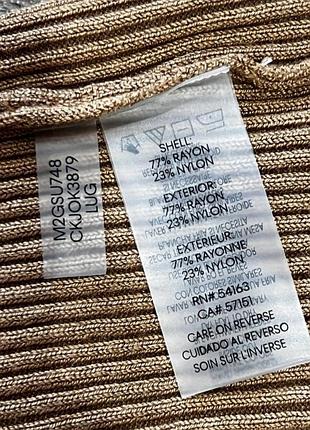 M2GSU748
CKJOK3879
LUG
SHELL:
77% RAYON
23% NYLON
EXTERIOR:
77% RAYON
23% NYLON
EXTÉRIEUR:
77% RAYONNE
23% NYLON
RN# 54163
CA# 57151
CARE ON REVERSE
CUIDADO AL REVERSO
SOIN SUR L'INVERSE